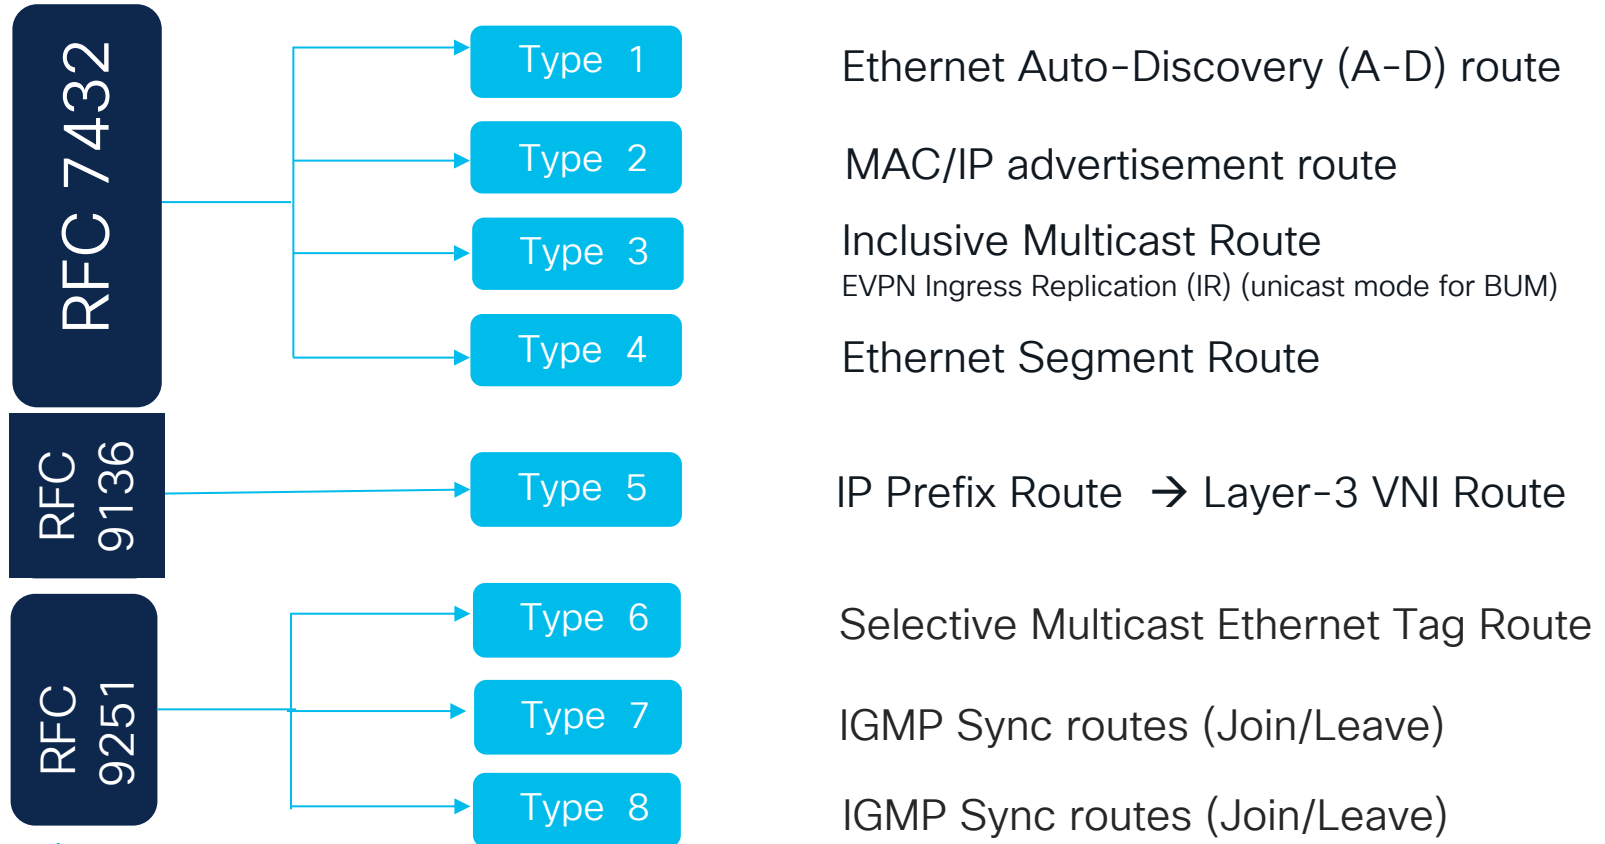 RFC 7432
Type 1
Ethernet Auto-Discovery (A-D) route
Type 2
MAC/IP advertisement route
Type 3
Inclusive Multicast Route
EVPN Ingress Replication (IR) (unicast mode for BUM)
Type 4
Ethernet Segment Route
RFC
9136
Type 5
IP Prefix Route → Layer-3 VNI Route
RFC
9251
Type 6
Selective Multicast Ethernet Tag Route
Type 7
IGMP Sync routes (Join/Leave)
Type 8
IGMP Sync routes (Join/Leave)